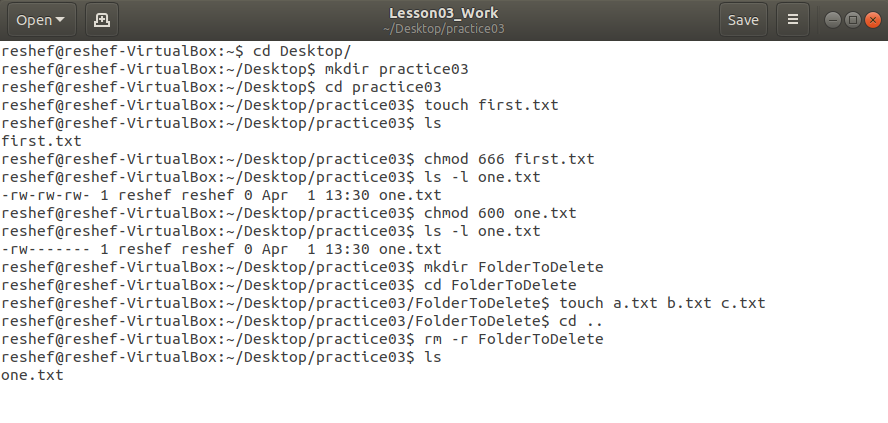 Open
Lesson03_Work
~/Desktop/practice03
Save
reshef@reshef-VirtualBox:~$ cd Desktop/
reshef@reshef-VirtualBox:~/Desktop$ mkdir practice03
reshef@reshef-VirtualBox:~/Desktop$ cd practice03
reshef@reshef-VirtualBox:~/Desktop/practice03$ touch first.txt
reshef@reshef-VirtualBox:~/Desktop/practice03$ ls
first.txt
reshef@reshef-VirtualBox:~/Desktop/practice03$ chmod 666 first.txt
reshef@reshef-VirtualBox:~/Desktop/practice03$ ls -l one.txt
-rw-rw-rw- 1 reshef reshef 0 Apr  1 13:30 one.txt
reshef@reshef-VirtualBox:~/Desktop/practice03$ chmod 600 one.txt
reshef@reshef-VirtualBox:~/Desktop/practice03$ ls -l one.txt
-rw------- 1 reshef reshef 0 Apr  1 13:30 one.txt
reshef@reshef-VirtualBox:~/Desktop/practice03$ mkdir FolderToDelete
reshef@reshef-VirtualBox:~/Desktop/practice03$ cd FolderToDelete
reshef@reshef-VirtualBox:~/Desktop/practice03/FolderToDelete$ touch a.txt b.txt c.txt
reshef@reshef-VirtualBox:~/Desktop/practice03/FolderToDelete$ cd ..
reshef@reshef-VirtualBox:~/Desktop/practice03$ rm -r FolderToDelete
reshef@reshef-VirtualBox:~/Desktop/practice03$ ls
one.txt